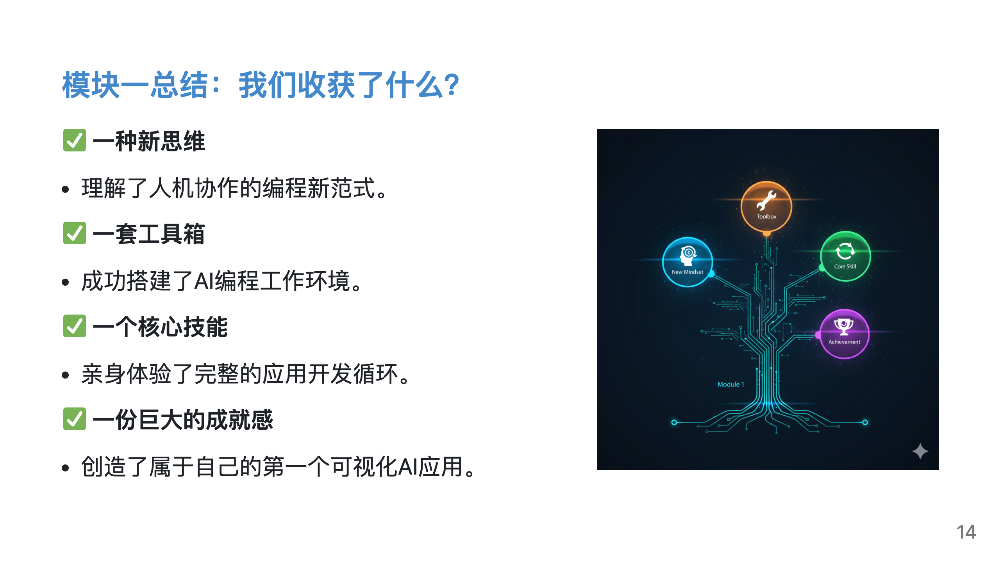 模块一总结：我们收获了什么?
✅ 一种新思维
• 理解了人机协作的编程新范式。
✅ 一套工具箱
• 成功搭建了AI编程工作环境。
✅ 一个核心技能
• 亲身体验了完整的应用开发循环。
✅ 一份巨大的成就感
• 创造了属于自己的第一个可视化AI应用。
Toolbox
New Mindset
Core Skill
Achievement
Module 1
14